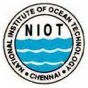 NATIONAL INSTITUTE OF OCEAN TECHNOLOGY
NIOT
CHENNAI